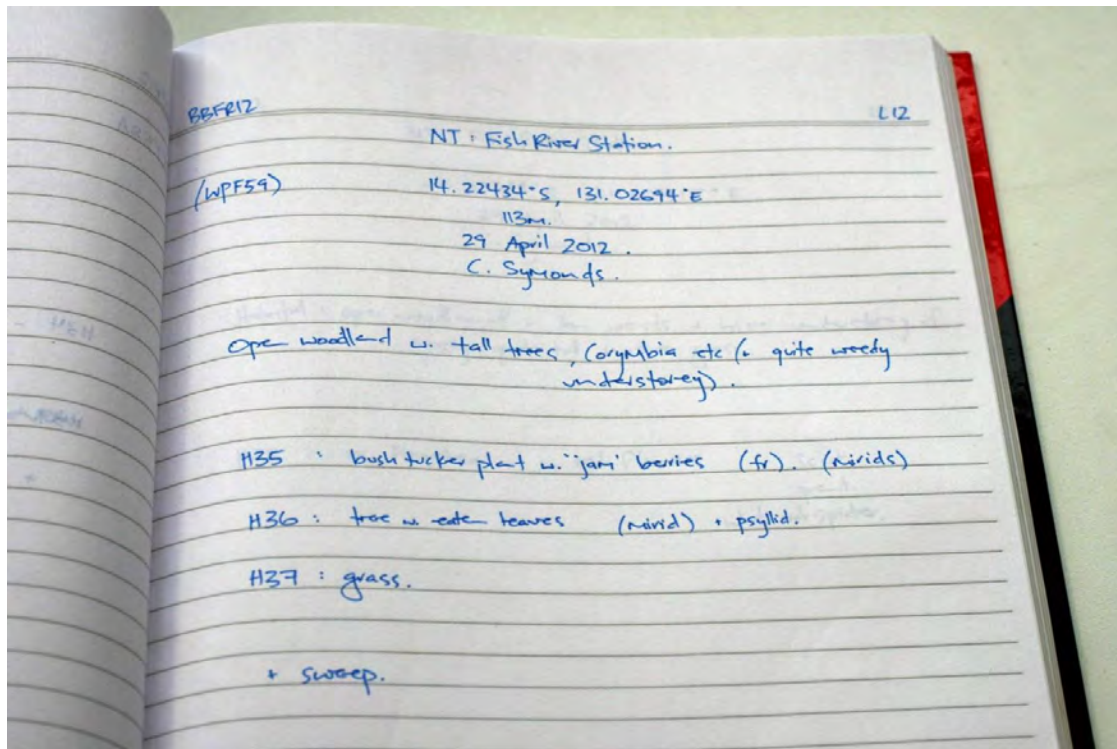 BBFR12 L12
NT : Fish River Station.
(WPF59) 14.22434°S, 131.02694°E
113m.
29 April 2012.
C. Symonds.
Open woodland w. tall trees, Corymbia etc (+ quite weedy
understorey).
H35 : bush tucker plant w. "jam" berries (fr). (mirids)
H36 : tree w. eaten leaves (mirid) + psyllid.
H37 : grass.
+ sweep.